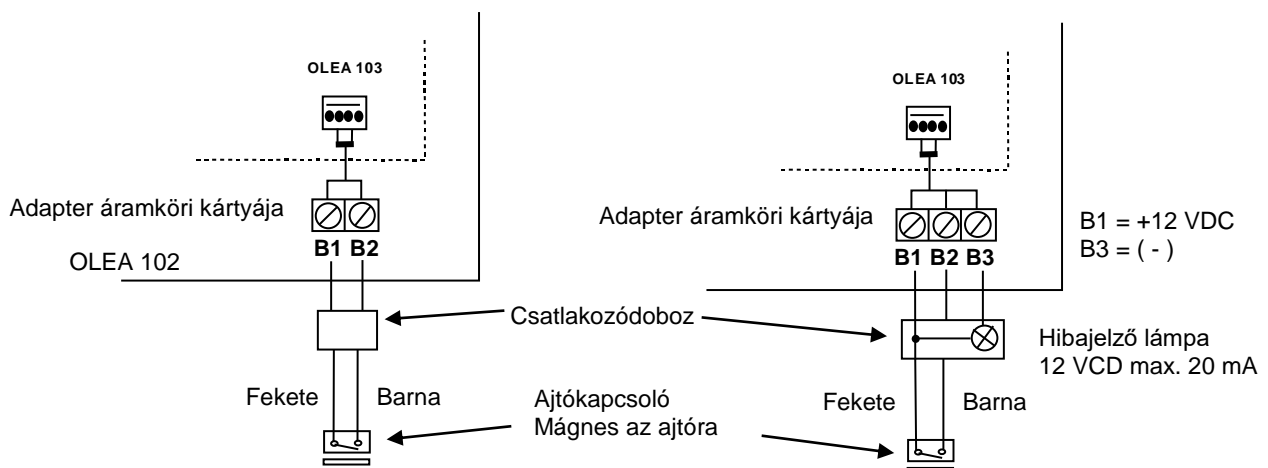 OLEA 103
Adapter áramköri kártyája
B1 B2
OLEA 102
Csatlakozódoboz
Fekete
Barna
Ajtókapcsoló
Mágnes az ajtóra
OLEA 103
Adapter áramköri kártyája
B1 B2 B3
B1 = +12 VDC
B3 = ( - )
Hibajelző lámpa
12 VCD max. 20 mA
Fekete
Barna